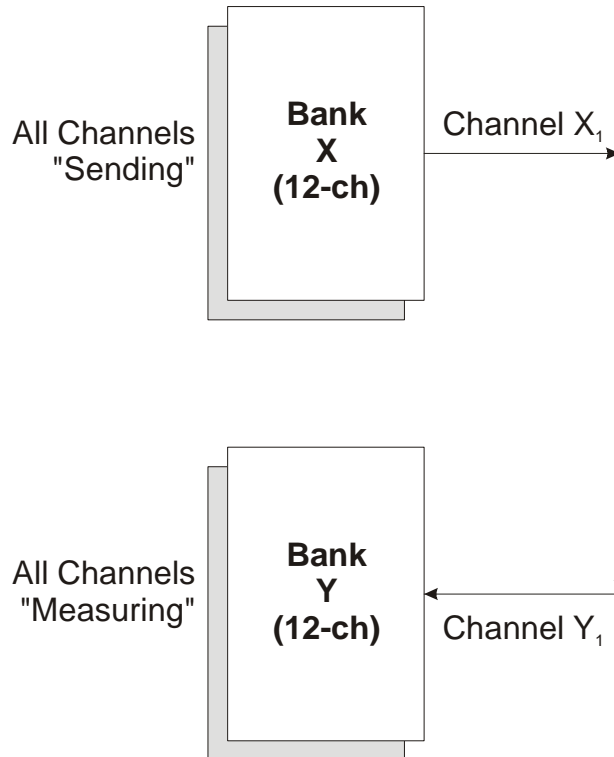 All Channels
"Sending"
Bank
X
(12-ch)
Channel X₁
All Channels
"Measuring"
Bank
Y
(12-ch)
Channel Y₁